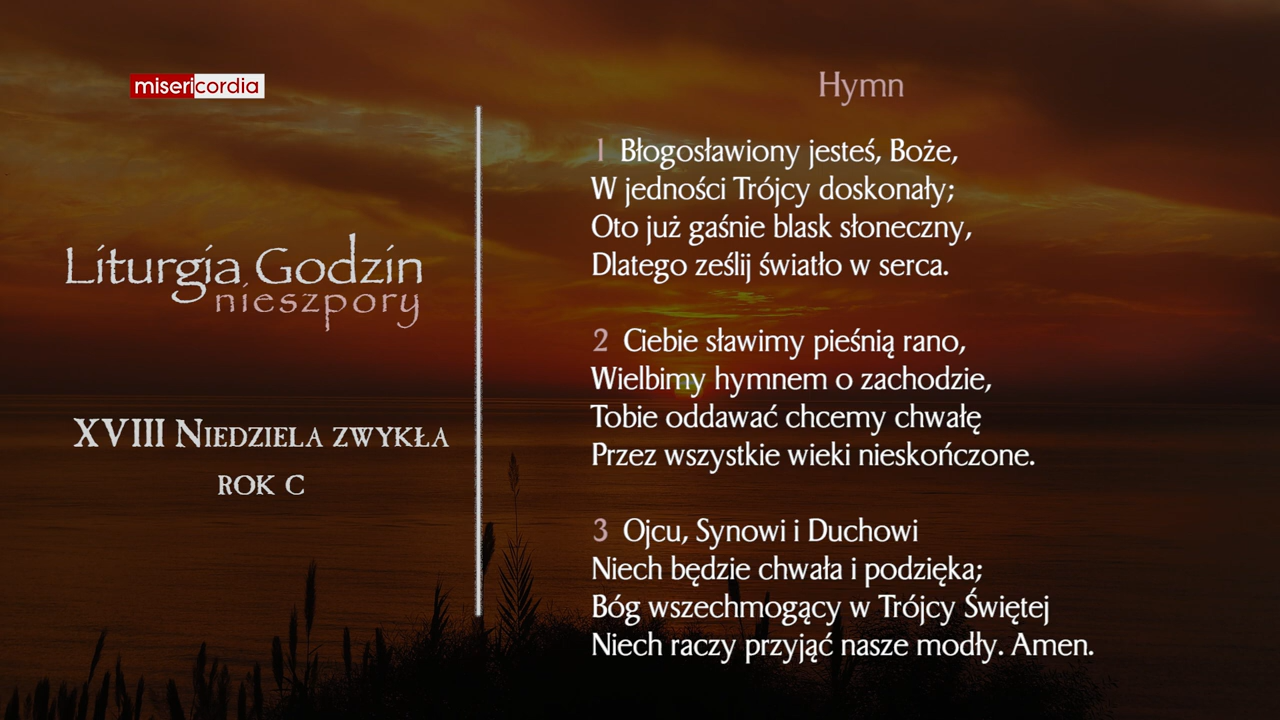 misericordia
Liturgia Godzin
nieszpory
XVIII Niedziela zwykła
rok C
Hymn
1 Błogosławiony jesteś, Boże,
W jedności Trójcy doskonały;
Oto już gaśnie blask słoneczny,
Dlatego ześlij światło w serca.
2 Ciebie sławimy pieśnią rano,
Wielbimy hymnem o zachodzie,
Tobie oddawać chcemy chwałę
Przez wszystkie wieki nieskończone.
3 Ojcu, Synowi i Duchowi
Niech będzie chwała i podzięka;
Bóg wszechmogący w Trójcy Świętej
Niech raczy przyjąć nasze modły. Amen.